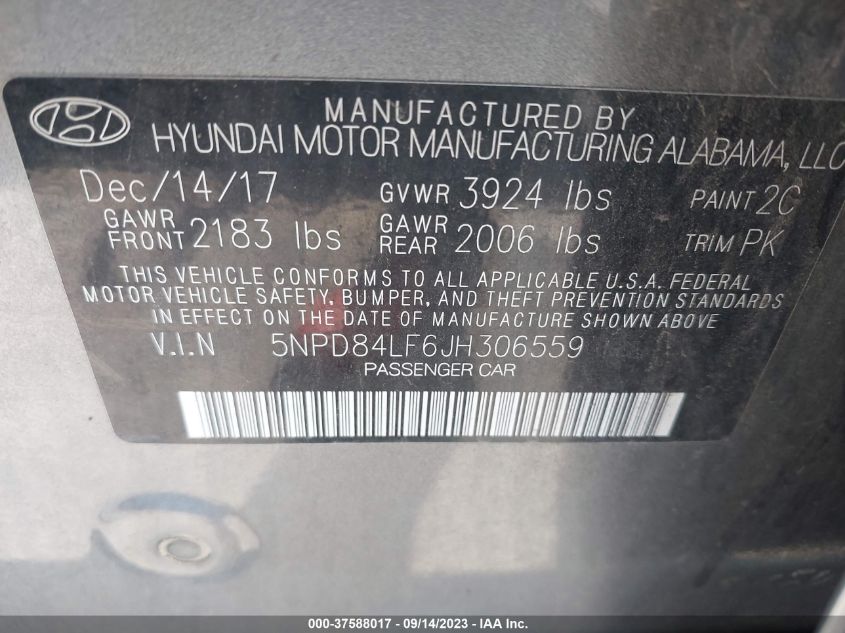 MANUFACTURED BY
HYUNDAI MOTOR MANUFACTURING ALABAMA, LLC
Dec/14/17 GVWR 3924 lbs PAINT 2C
GAWR FRONT 2183 lbs GAWR REAR 2006 lbs TRIM PK
THIS VEHICLE CONFORMS TO ALL APPLICABLE U.S.A. FEDERAL
MOTOR VEHICLE SAFETY, BUMPER, AND THEFT PREVENTION STANDARDS
IN EFFECT ON THE DATE OF MANUFACTURE SHOWN ABOVE
V.I.N 5NPD84LF6JH306559
PASSENGER CAR
000-37588017 - 09/14/2023 - IAA Inc.